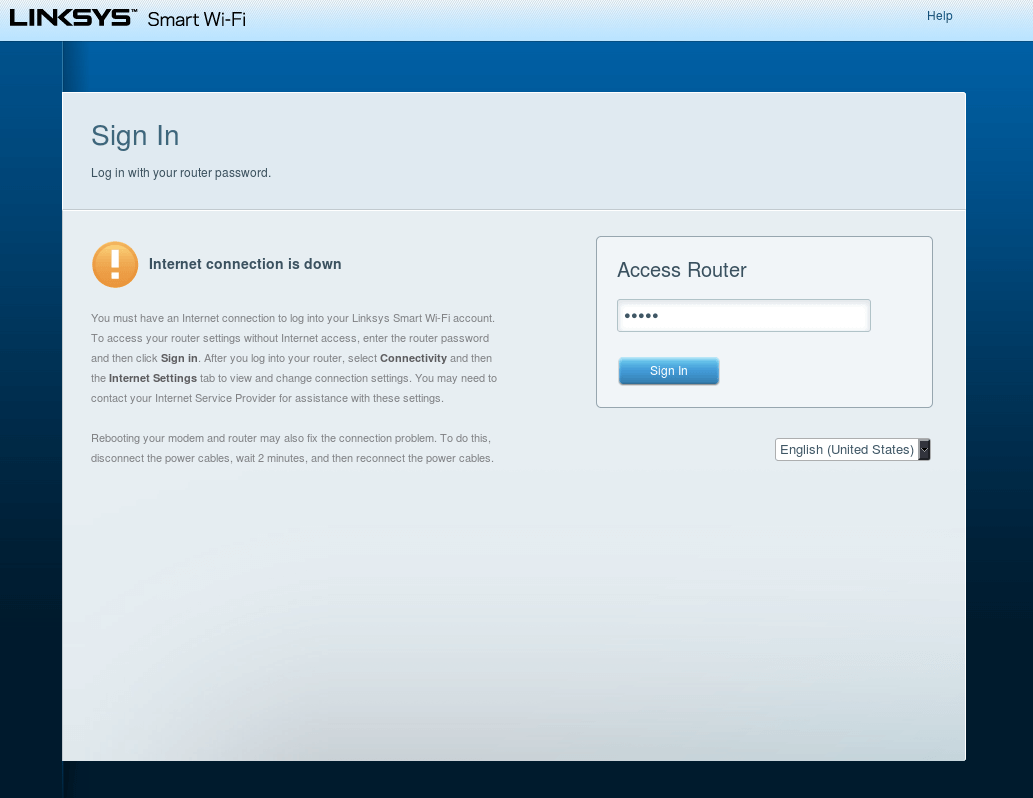 LINKSYS™ Smart Wi-Fi
Help
Sign In
Log in with your router password.
Internet connection is down
You must have an Internet connection to log into your Linksys Smart Wi-Fi account.
To access your router settings without Internet access, enter the router password
and then click Sign in. After you log into your router, select Connectivity and then
the Internet Settings tab to view and change connection settings. You may need to
contact your Internet Service Provider for assistance with these settings.
Rebooting your modem and router may also fix the connection problem. To do this,
disconnect the power cables, wait 2 minutes, and then reconnect the power cables.
Access Router
•••••
Sign In
English (United States)